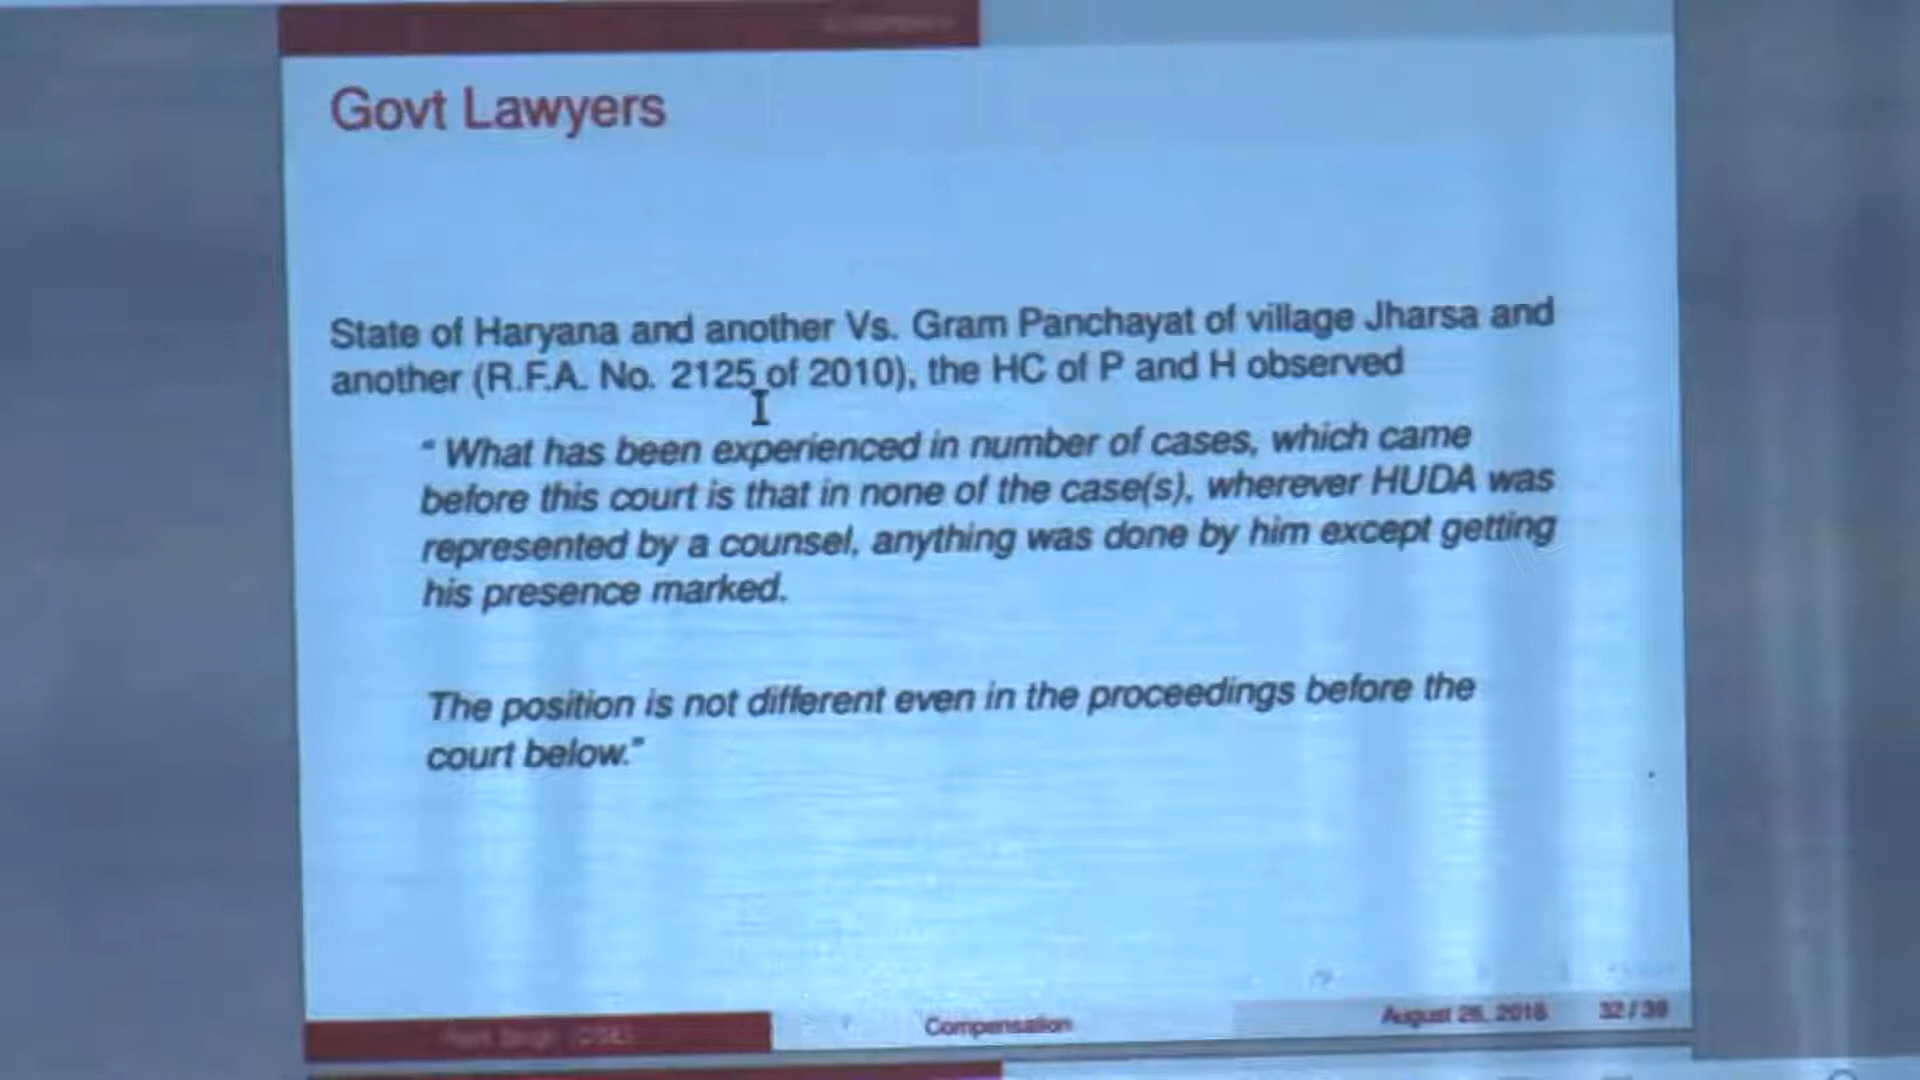 Govt Lawyers
State of Haryana and another Vs. Gram Panchayat of village Jharsa and
another (R.F.A. No. 2125 of 2010), the HC of P and H observed
“ What has been experienced in number of cases, which came
before this court is that in none of the case(s), wherever HUDA was
represented by a counsel, anything was done by him except getting
his presence marked.
The position is not different even in the proceedings before the
court below.”
Compensation
August 26, 2016 32 / 39